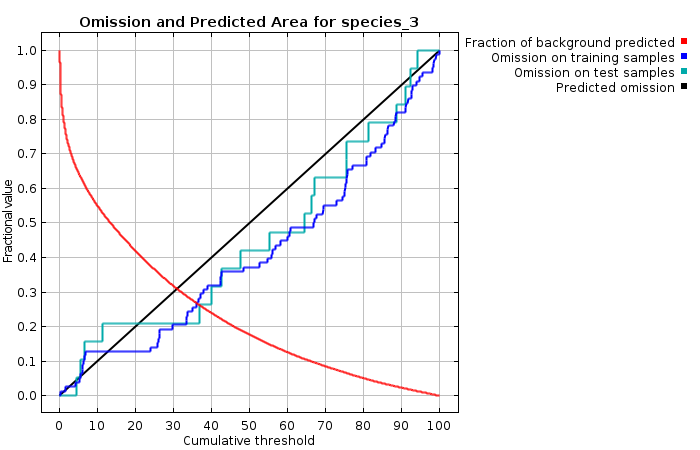 Omission and Predicted Area for species_3
Fraction of background predicted
Omission on training samples
Omission on test samples
Predicted omission
Fractional value
1.0
0.9
0.8
0.7
0.6
0.5
0.4
0.3
0.2
0.1
0.0
0 10 20 30 40 50 60 70 80 90 100
Cumulative threshold